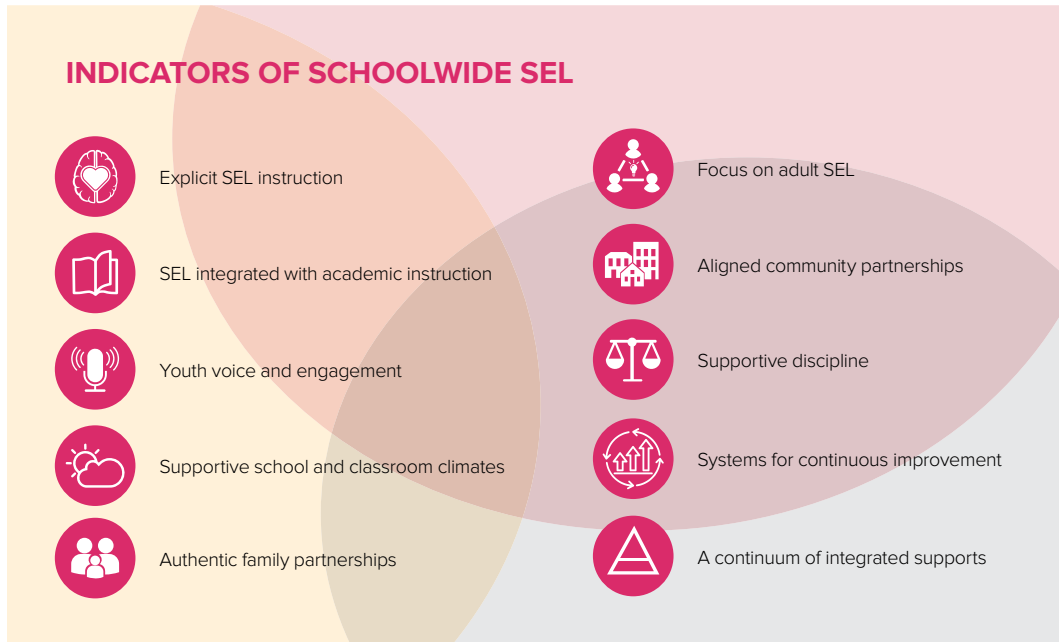 INDICATORS OF SCHOOLWIDE SEL
Explicit SEL instruction
SEL integrated with academic instruction
Youth voice and engagement
Supportive school and classroom climates
Authentic family partnerships
Focus on adult SEL
Aligned community partnerships
Supportive discipline
Systems for continuous improvement
A continuum of integrated supports